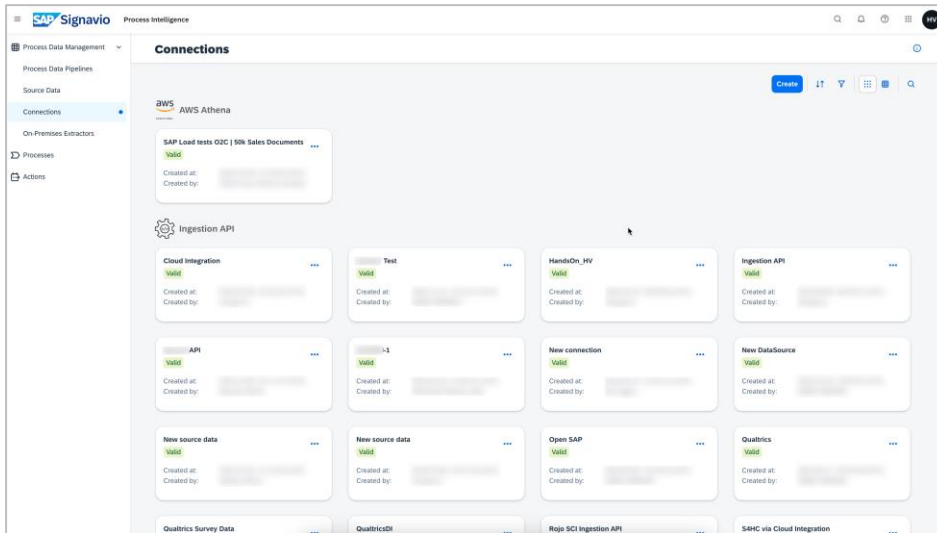 SAP Signavio Process Intelligence
HV
Process Data Management
Process Data Pipelines
Source Data
Connections
On-Premises Extractors
Processes
Actions
Connections
Create
aws AWS Athena
SAP Load tests O2C | 50k Sales Documents
Valid
Created at:
Created by:
Ingestion API
Cloud Integration
Valid
Created at:
Created by:
Test
Valid
Created at:
Created by:
HandsOn_HV
Valid
Created at:
Created by:
Ingestion API
Valid
Created at:
Created by:
API
Valid
Created at:
Created by:
-1
Valid
Created at:
Created by:
New connection
Valid
Created at:
Created by:
New DataSource
Valid
Created at:
Created by:
New source data
Valid
Created at:
Created by:
New source data
Valid
Created at:
Created by:
Open SAP
Valid
Created at:
Created by:
Qualtrics
Valid
Created at:
Created by:
Qualtrics Survey Data
QualtricsDI
Rojo SCI Ingestion API
S4HC via Cloud Integration